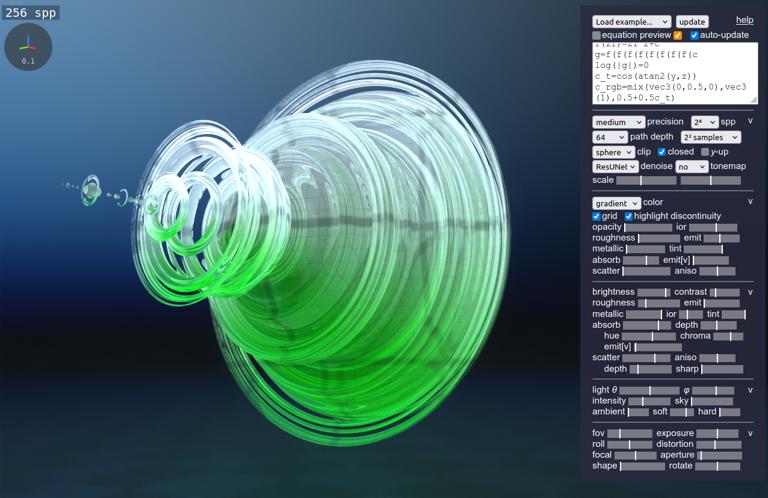 256 spp
0.1
Load example...
update
help
equation preview
auto-update
g=f(f(f(f(f(f(f(f(c
log(|g|)=0
c_t=cos(atan2(y,z))
c_rgb=mix(vec3(0,0.5,0),vec3
(1),0.5+0.5c_t)
medium precision 2⁸ spp v
64 path depth 2² samples
sphere clip closed y-up
ResUNet denoise no tonemap
scale
gradient color v
grid highlight discontinuity
opacity ior
roughness emit
metallic tint
absorb emit[v]
scatter aniso
brightness contrast v
roughness emit
metallic ior tint
absorb depth
hue chroma
emit[v]
scatter aniso
depth sharp
light θ φ v
intensity sky
ambient soft hard
fov exposure v
roll distortion
focal aperture
shape rotate